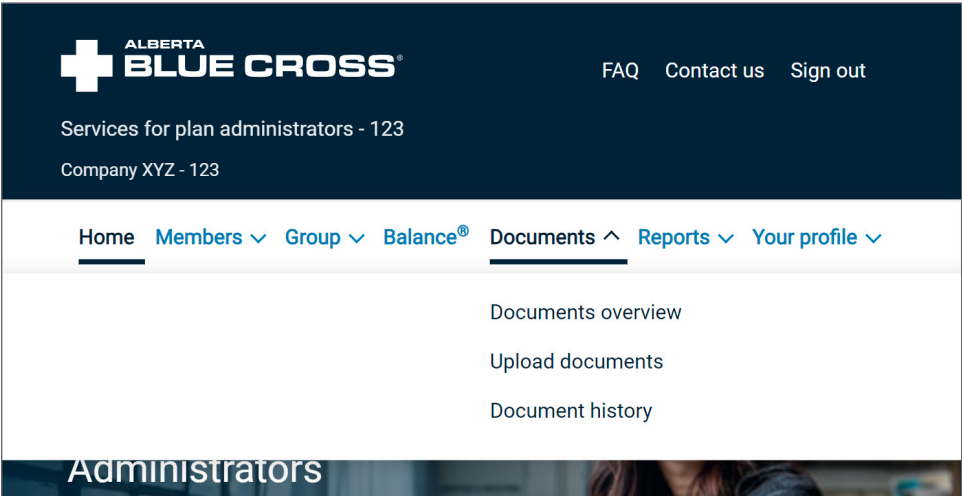 ALBERTA
BLUE CROSS®
FAQ Contact us Sign out
Services for plan administrators - 123
Company XYZ - 123
Home Members Group Balance® Documents Reports Your profile
Documents overview
Upload documents
Document history
Administrators